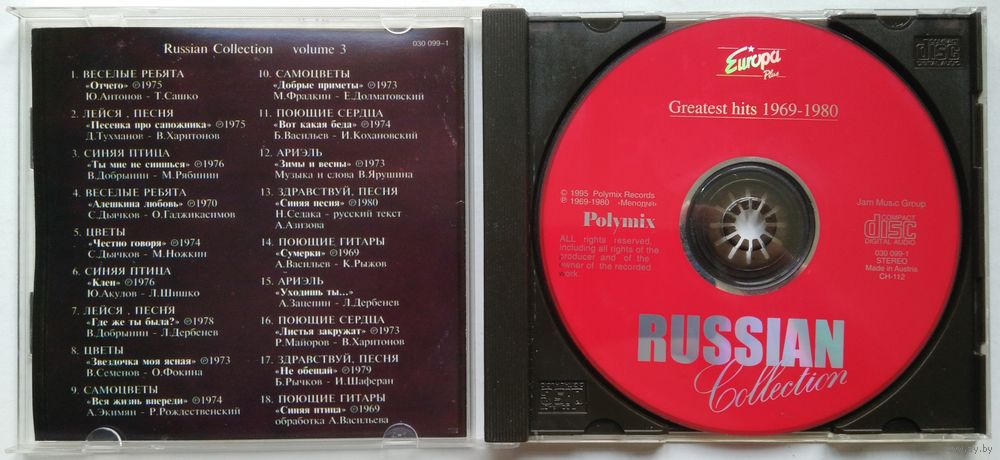 Russian Collection volume 3
030 099-1
1. ВЕСЕЛЫЕ РЕБЯТА
«Отчего» ℗1975
Ю.Антонов - Т.Сашко
2. ЛЕЙСЯ , ПЕСНЯ
«Песенка про сапожника» ℗1975
Д.Тухманов - В.Харитонов
3. СИНЯЯ ПТИЦА
«Ты мне не снишься» ℗1976
В.Добрынин - М.Рябинин
4. ВЕСЕЛЫЕ РЕБЯТА
«Алешкина любовь» ℗1970
С.Дьячков - О.Гаджикасимов
5. ЦВЕТЫ
«Честно говоря» ℗1974
С.Дьячков - М.Ножкин
6. СИНЯЯ ПТИЦА
«Клен» ℗1976
Ю.Акулов - Л.Шишко
7. ЛЕЙСЯ , ПЕСНЯ
«Где же ты была?» ℗1978
В.Добрынин - Л.Дербенев
8. ЦВЕТЫ
«Звездочка моя ясная» ℗1973
В.Семенов - О.Фокина
9. САМОЦВЕТЫ
«Вся жизнь впереди» ℗1974
А.Экимян - Р.Рождественский
10. САМОЦВЕТЫ
«Добрые приметы» ℗1973
М.Фрадкин - Е.Долматовский
11. ПОЮЩИЕ СЕРДЦА
«Вот какая беда» ℗1974
Б.Васильев - И.Кохановский
12. АРИЭЛЬ
«Зимы и весны» ℗1973
Музыка и слова В.Ярушина
13. ЗДРАВСТВУЙ, ПЕСНЯ
«Синяя песня» ℗1980
Н.Седака - русский текст
А.Азизова
14. ПОЮЩИЕ ГИТАРЫ
«Сумерки» ℗1969
А.Васильев - К.Рыжов
15. АРИЭЛЬ
«Уходишь ты...»
А.Зацепин - Л.Дербенев
16. ПОЮЩИЕ СЕРДЦА
«Листья закружат» ℗1973
Р.Майоров - В.Харитонов
17. ЗДРАВСТВУЙ, ПЕСНЯ
«Не обещай» ℗1979
Б.Рычков - И.Шаферан
18. ПОЮЩИЕ ГИТАРЫ
«Синяя птица» ℗1969
обработка А.Васильева
Europa
Plus
Greatest hits 1969-1980
© 1995 Polymix Records
℗ 1969-1980 «Мелодия»
Polymix
ALL rights reserved,
including all rights of the
producer and of the
owner of the recorded
work.
Jam Music Group
COMPACT
disc
DIGITAL AUDIO
030 099-1
STEREO
Made in Austria
CH-112
RUSSIAN
Collection
COMPACT
disc
DIGITAL AUDIO